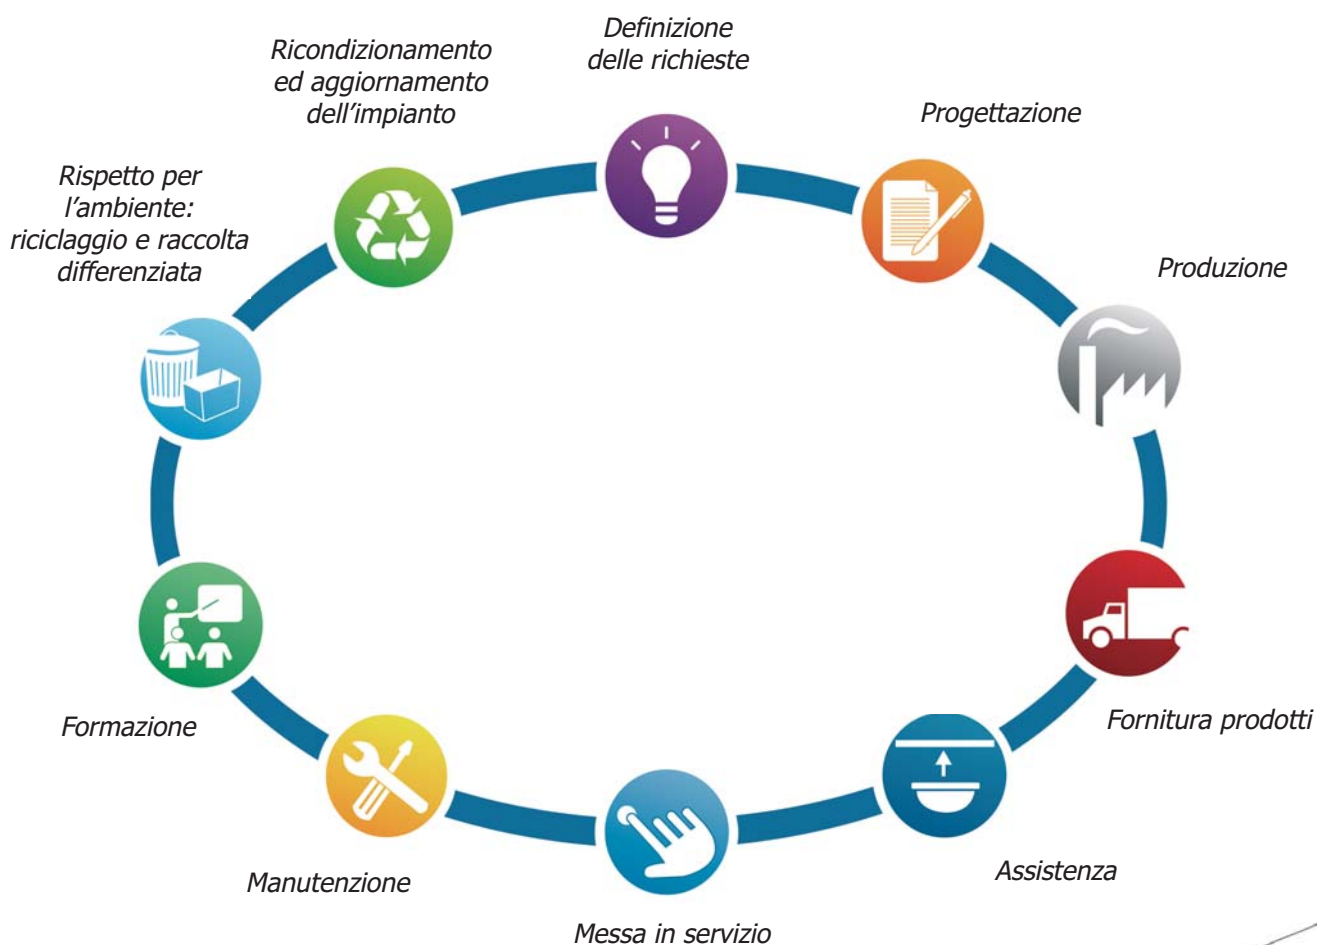 Definizione
delle richieste
Progettazione
Produzione
Fornitura prodotti
Assistenza
Messa in servizio
Manutenzione
Formazione
Rispetto per
l'ambiente:
riciclaggio e raccolta
differenziata
Ricondizionamento
ed aggiornamento
dell'impianto